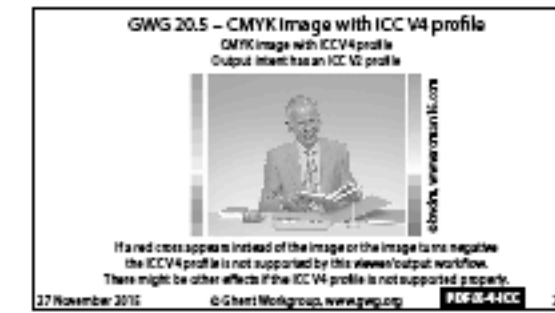 GWG 20.5 – CMYK image with ICC V4 profile
CMYK image with ICC V4 profile
Output intent has an ICC V2 profile
If a red cross appears instead of the image or the image turns negative
the ICC V4 profile is not supported by this viewer/output workflow.
There might be other effects if the ICC V4 profile is not supported properly.
27 November 2015 © Ghent Workgroup, www.gwg.org ICC